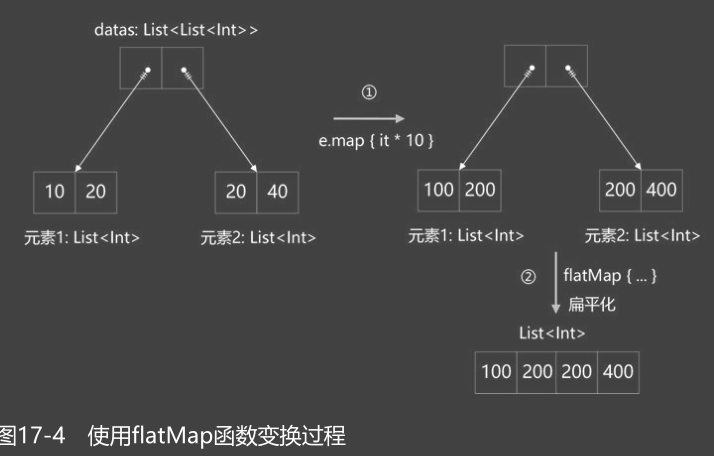 datas: List<List<Int>>
①
e.map { it * 10 }
10 20
20 40
100 200
200 400
元素1: List<Int>
元素2: List<Int>
元素1: List<Int>
元素2: List<Int>
②
flatMap { ... }
扁平化
List<Int>
100 200 200 400
图17-4 使用flatMap函数变换过程